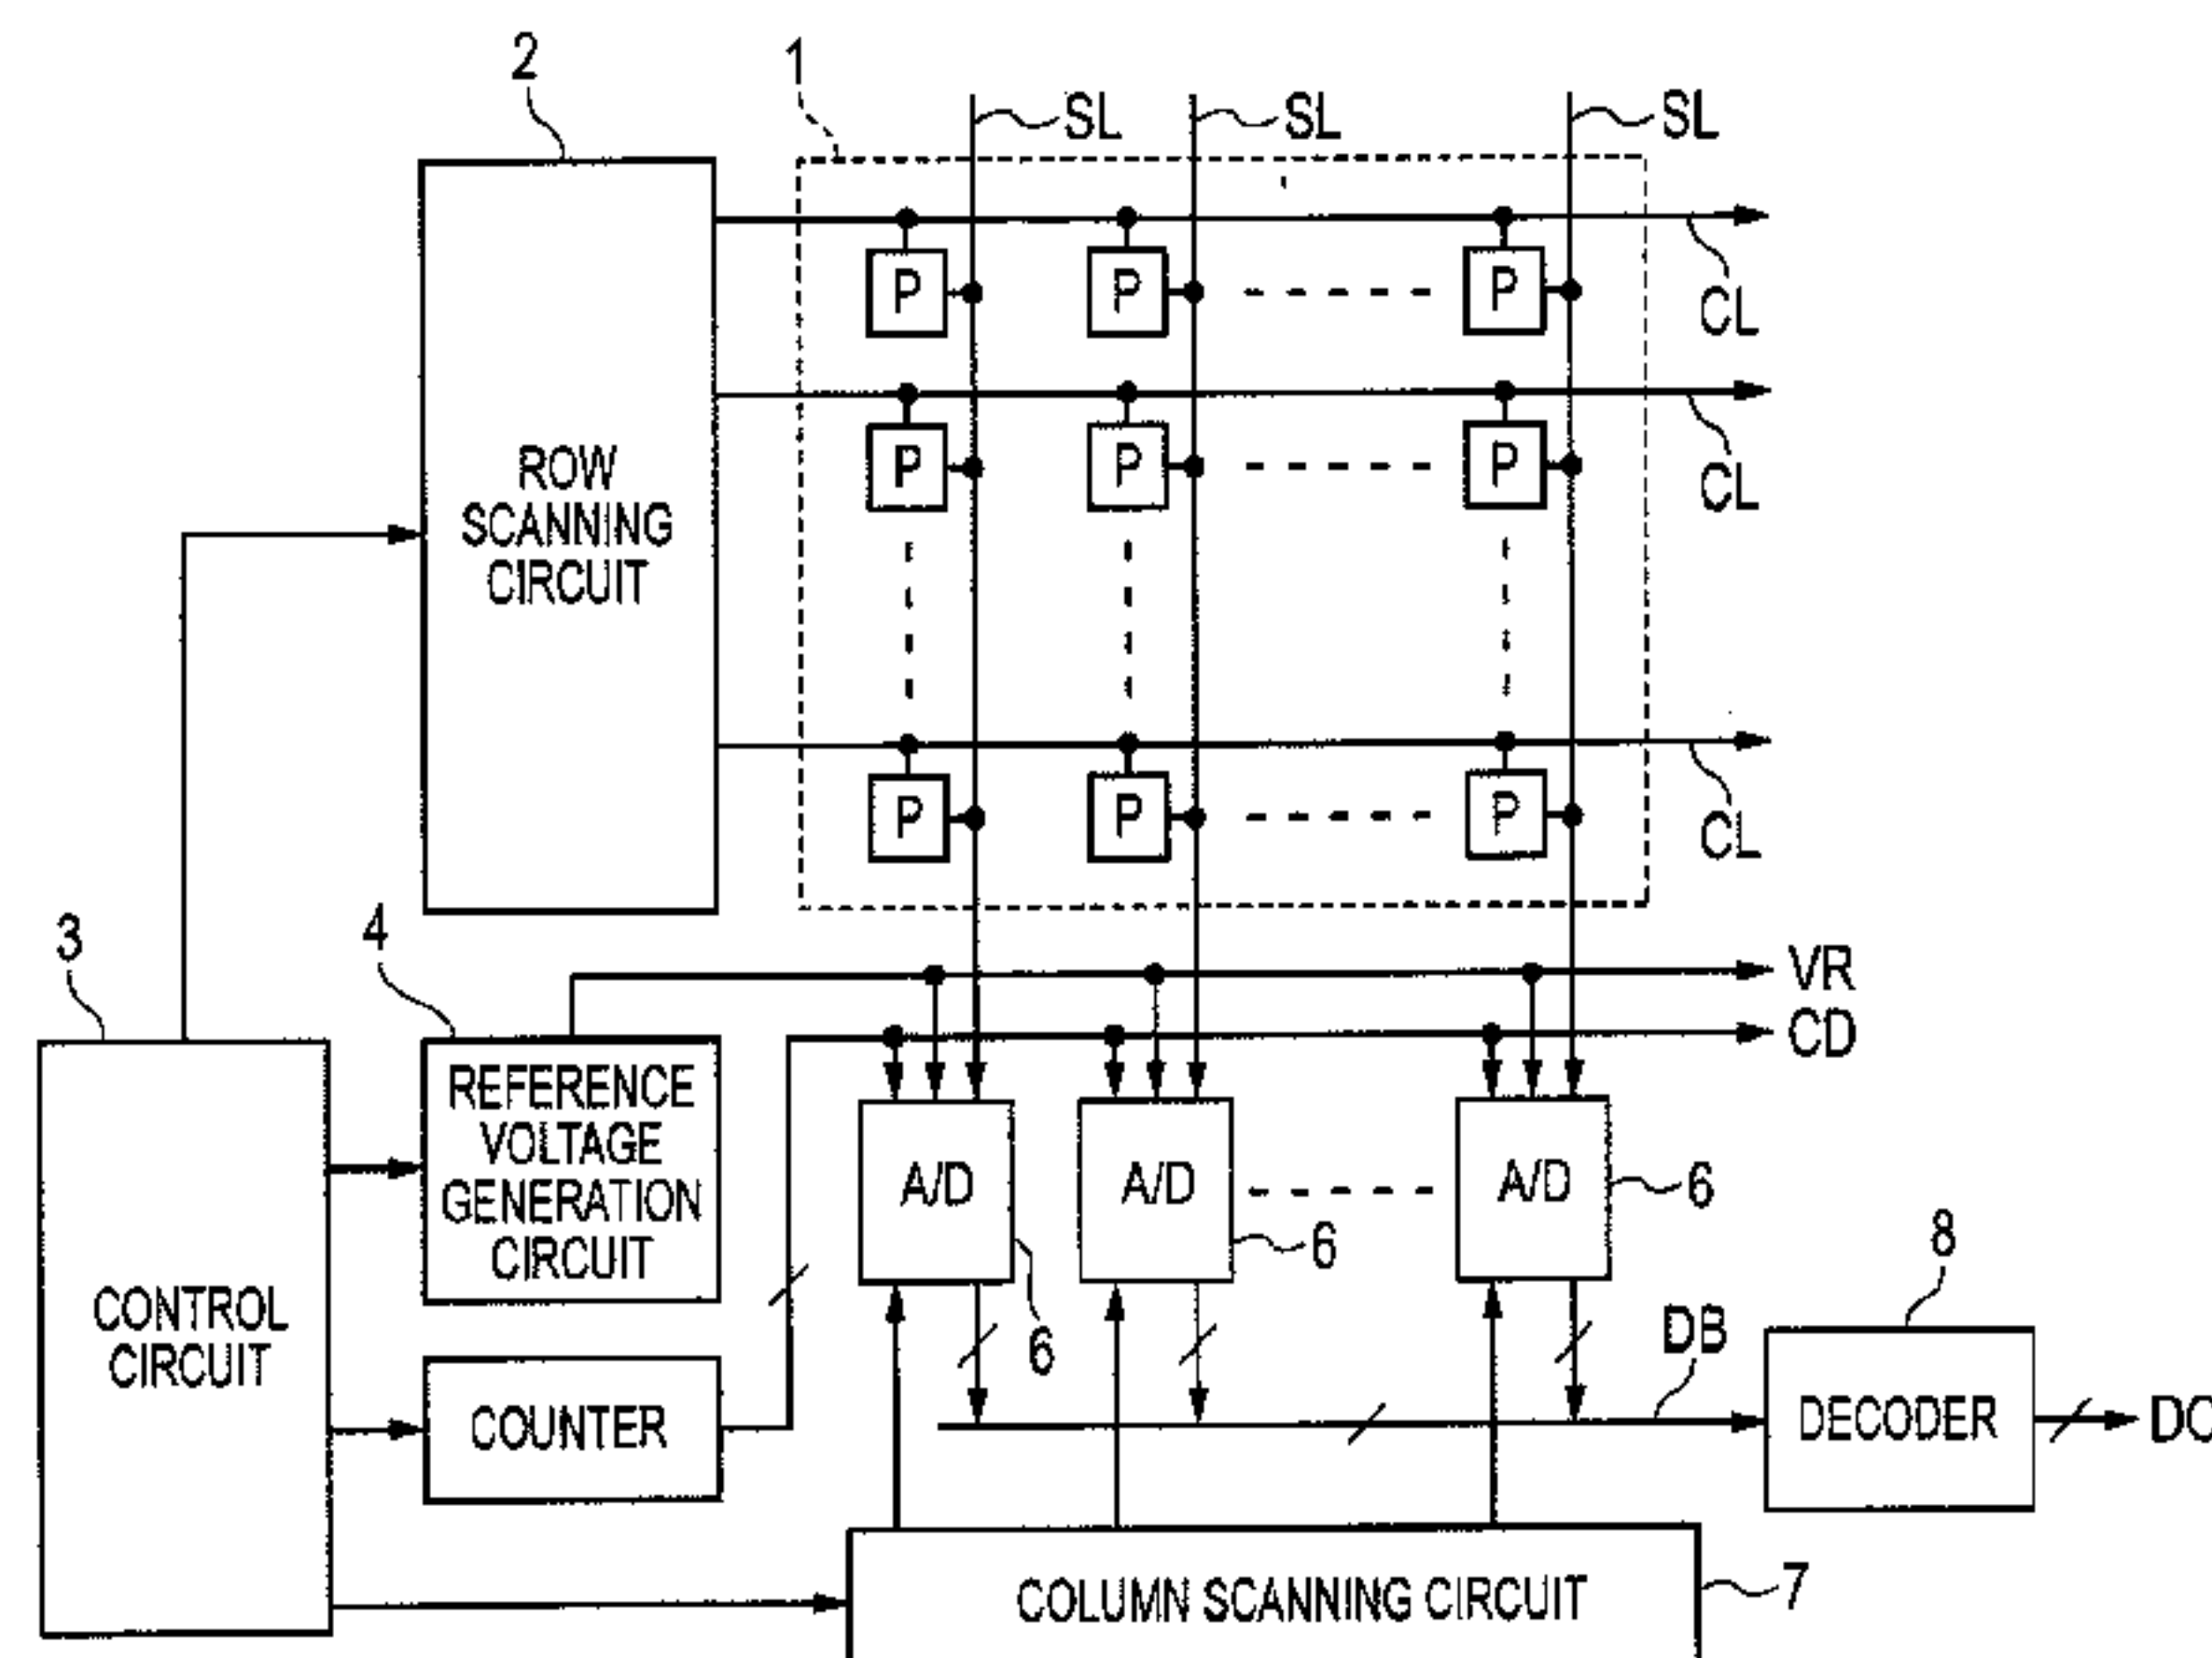 2
1
SL SL SL
P P P
CL
P P P
CL
ROW
SCANNING
CIRCUIT
P P P
CL
3
4
VR
CD
REFERENCE
VOLTAGE
GENERATION
CIRCUIT
A/D A/D A/D
6
6
6
8
CONTROL
CIRCUIT
DB
COUNTER
DECODER
COLUMN SCANNING CIRCUIT
7